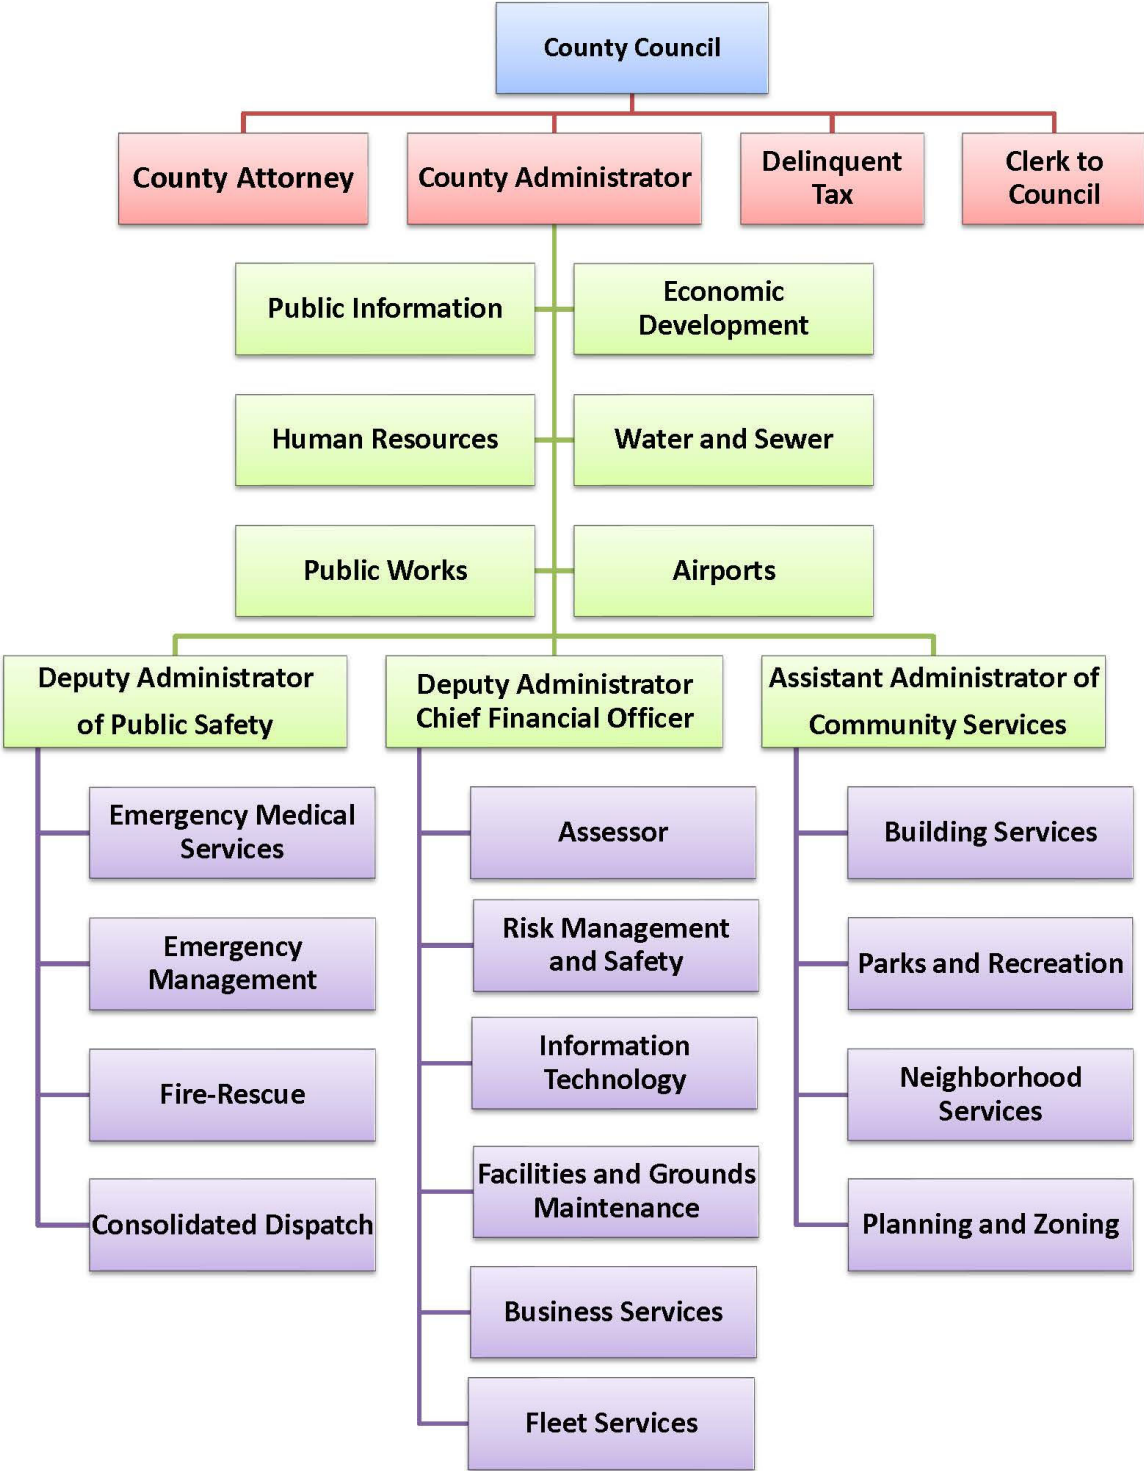 County Council
County Attorney
County Administrator
Delinquent
Tax
Clerk to
Council
Public Information
Economic
Development
Human Resources
Water and Sewer
Public Works
Airports
Deputy Administrator
of Public Safety
Deputy Administrator
Chief Financial Officer
Assistant Administrator of
Community Services
Emergency Medical
Services
Emergency
Management
Fire-Rescue
Consolidated Dispatch
Assessor
Risk Management
and Safety
Information
Technology
Facilities and Grounds
Maintenance
Business Services
Fleet Services
Building Services
Parks and Recreation
Neighborhood
Services
Planning and Zoning